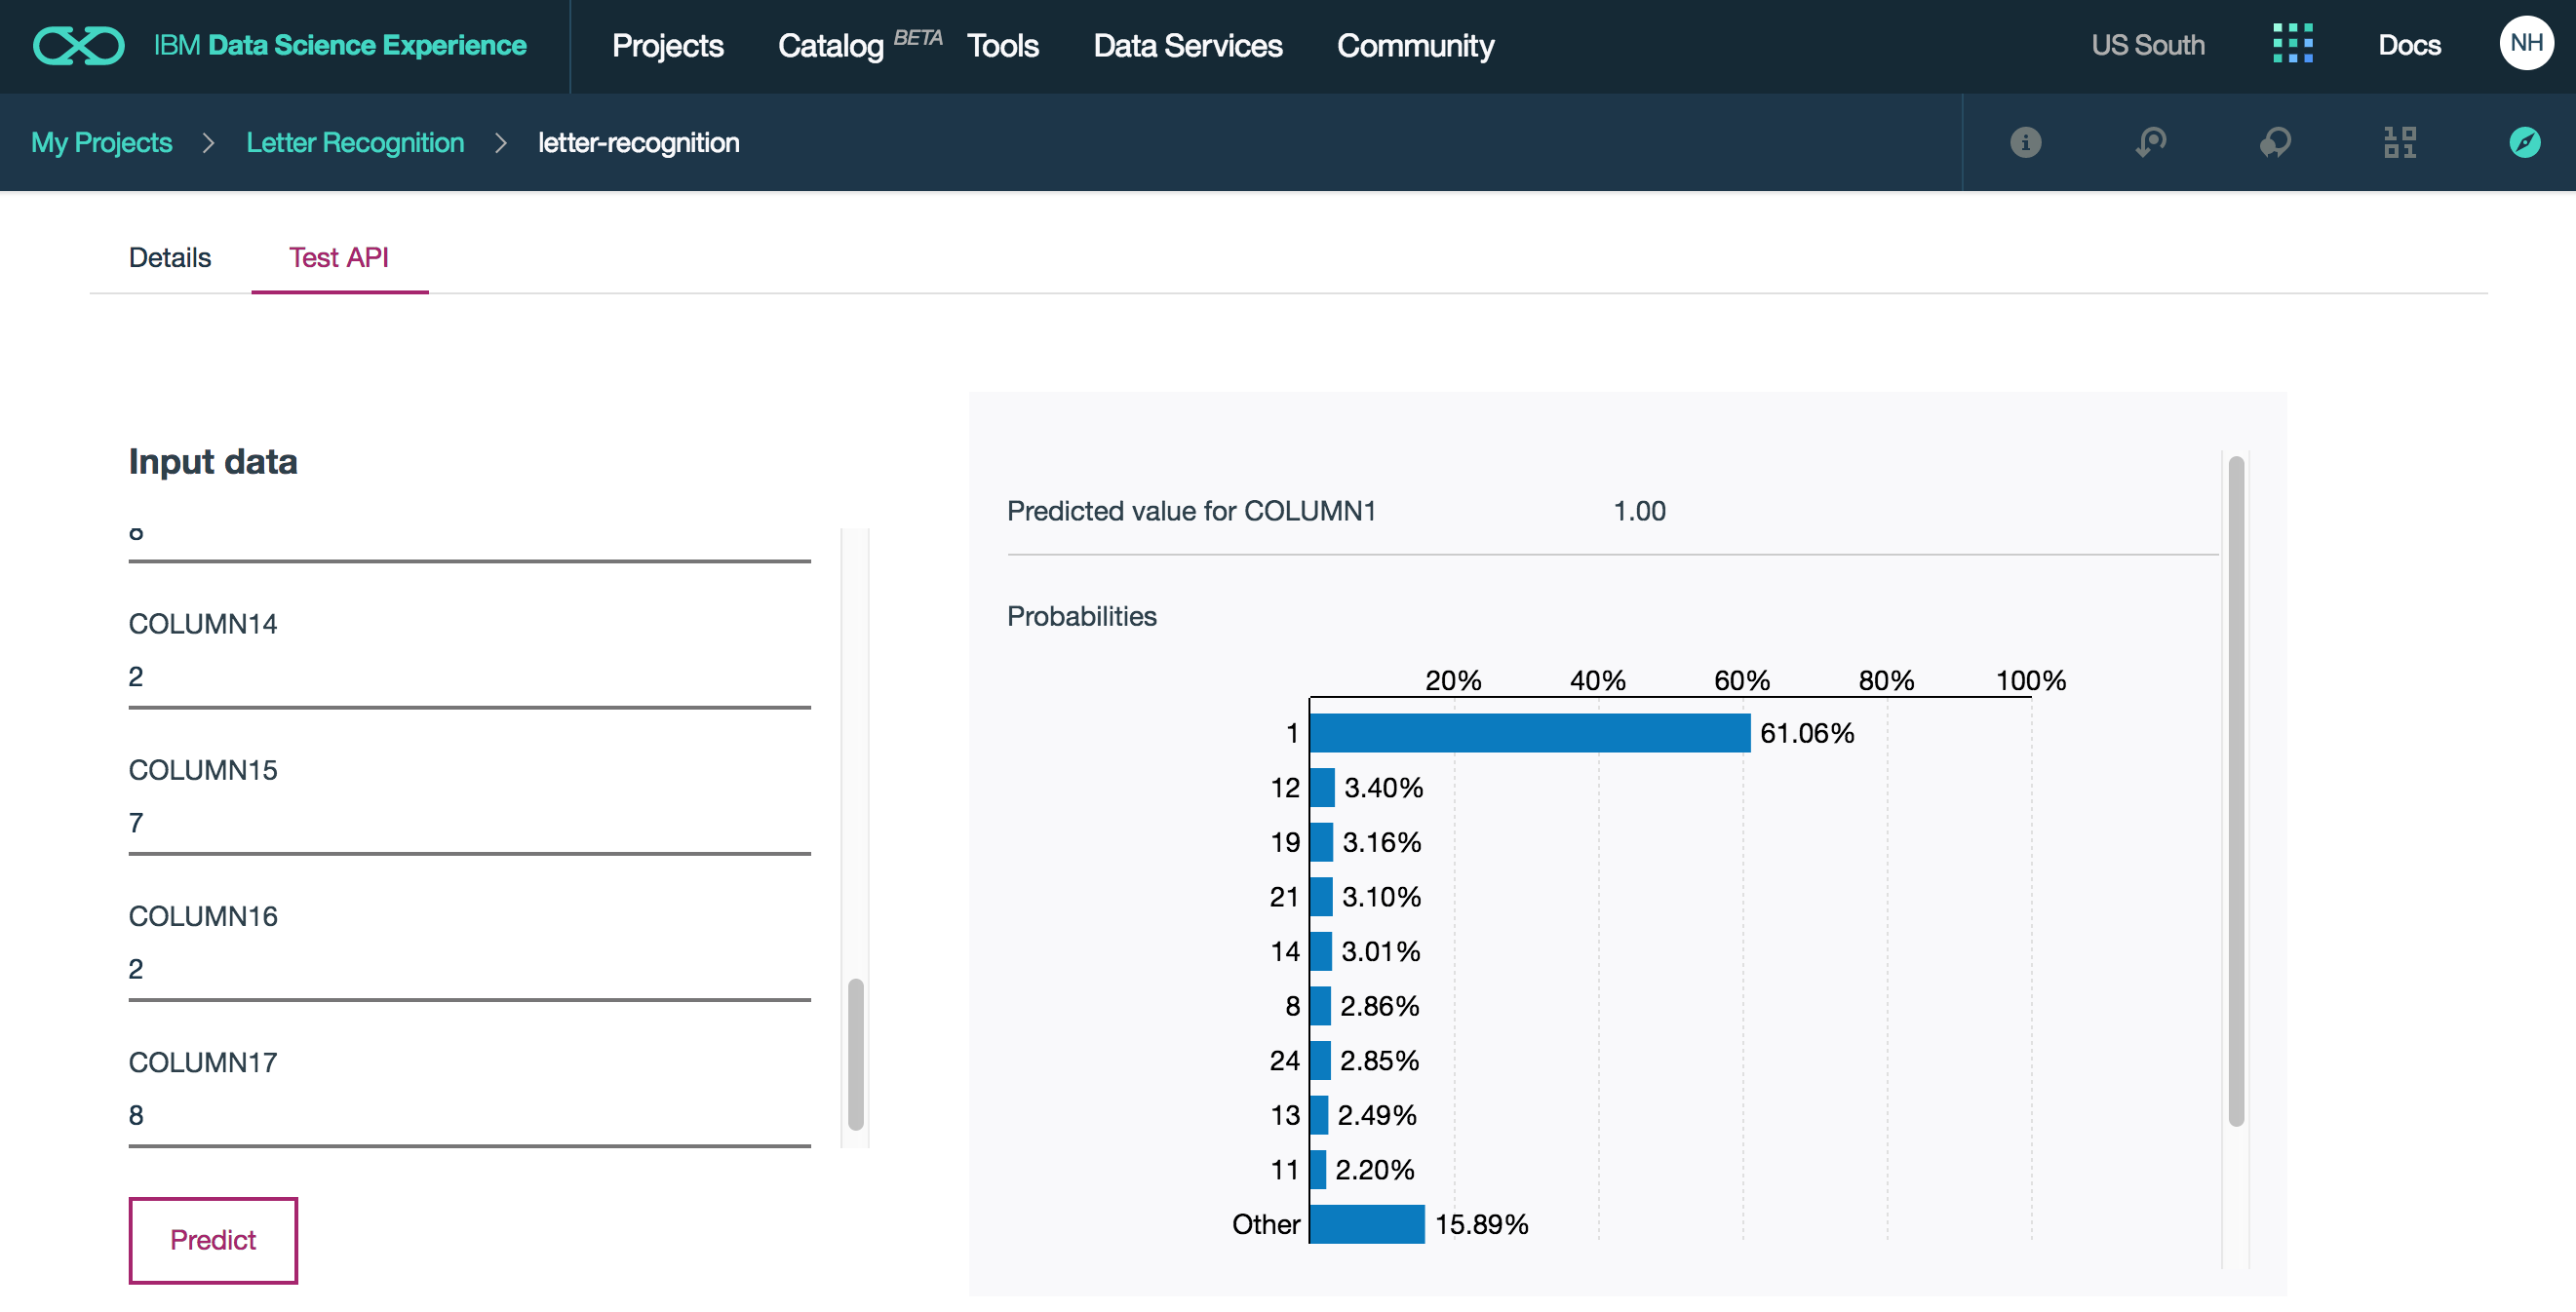 IBM Data Science Experience
Projects
Catalog BETA
Tools
Data Services
Community
US South
Docs
NH
My Projects > Letter Recognition > letter-recognition
Details
Test API
Input data
COLUMN14
2
COLUMN15
7
COLUMN16
2
COLUMN17
8
Predict
Predicted value for COLUMN1 1.00
Probabilities
20% 40% 60% 80% 100%
1 61.06%
12 3.40%
19 3.16%
21 3.10%
14 3.01%
8 2.86%
24 2.85%
13 2.49%
11 2.20%
Other 15.89%